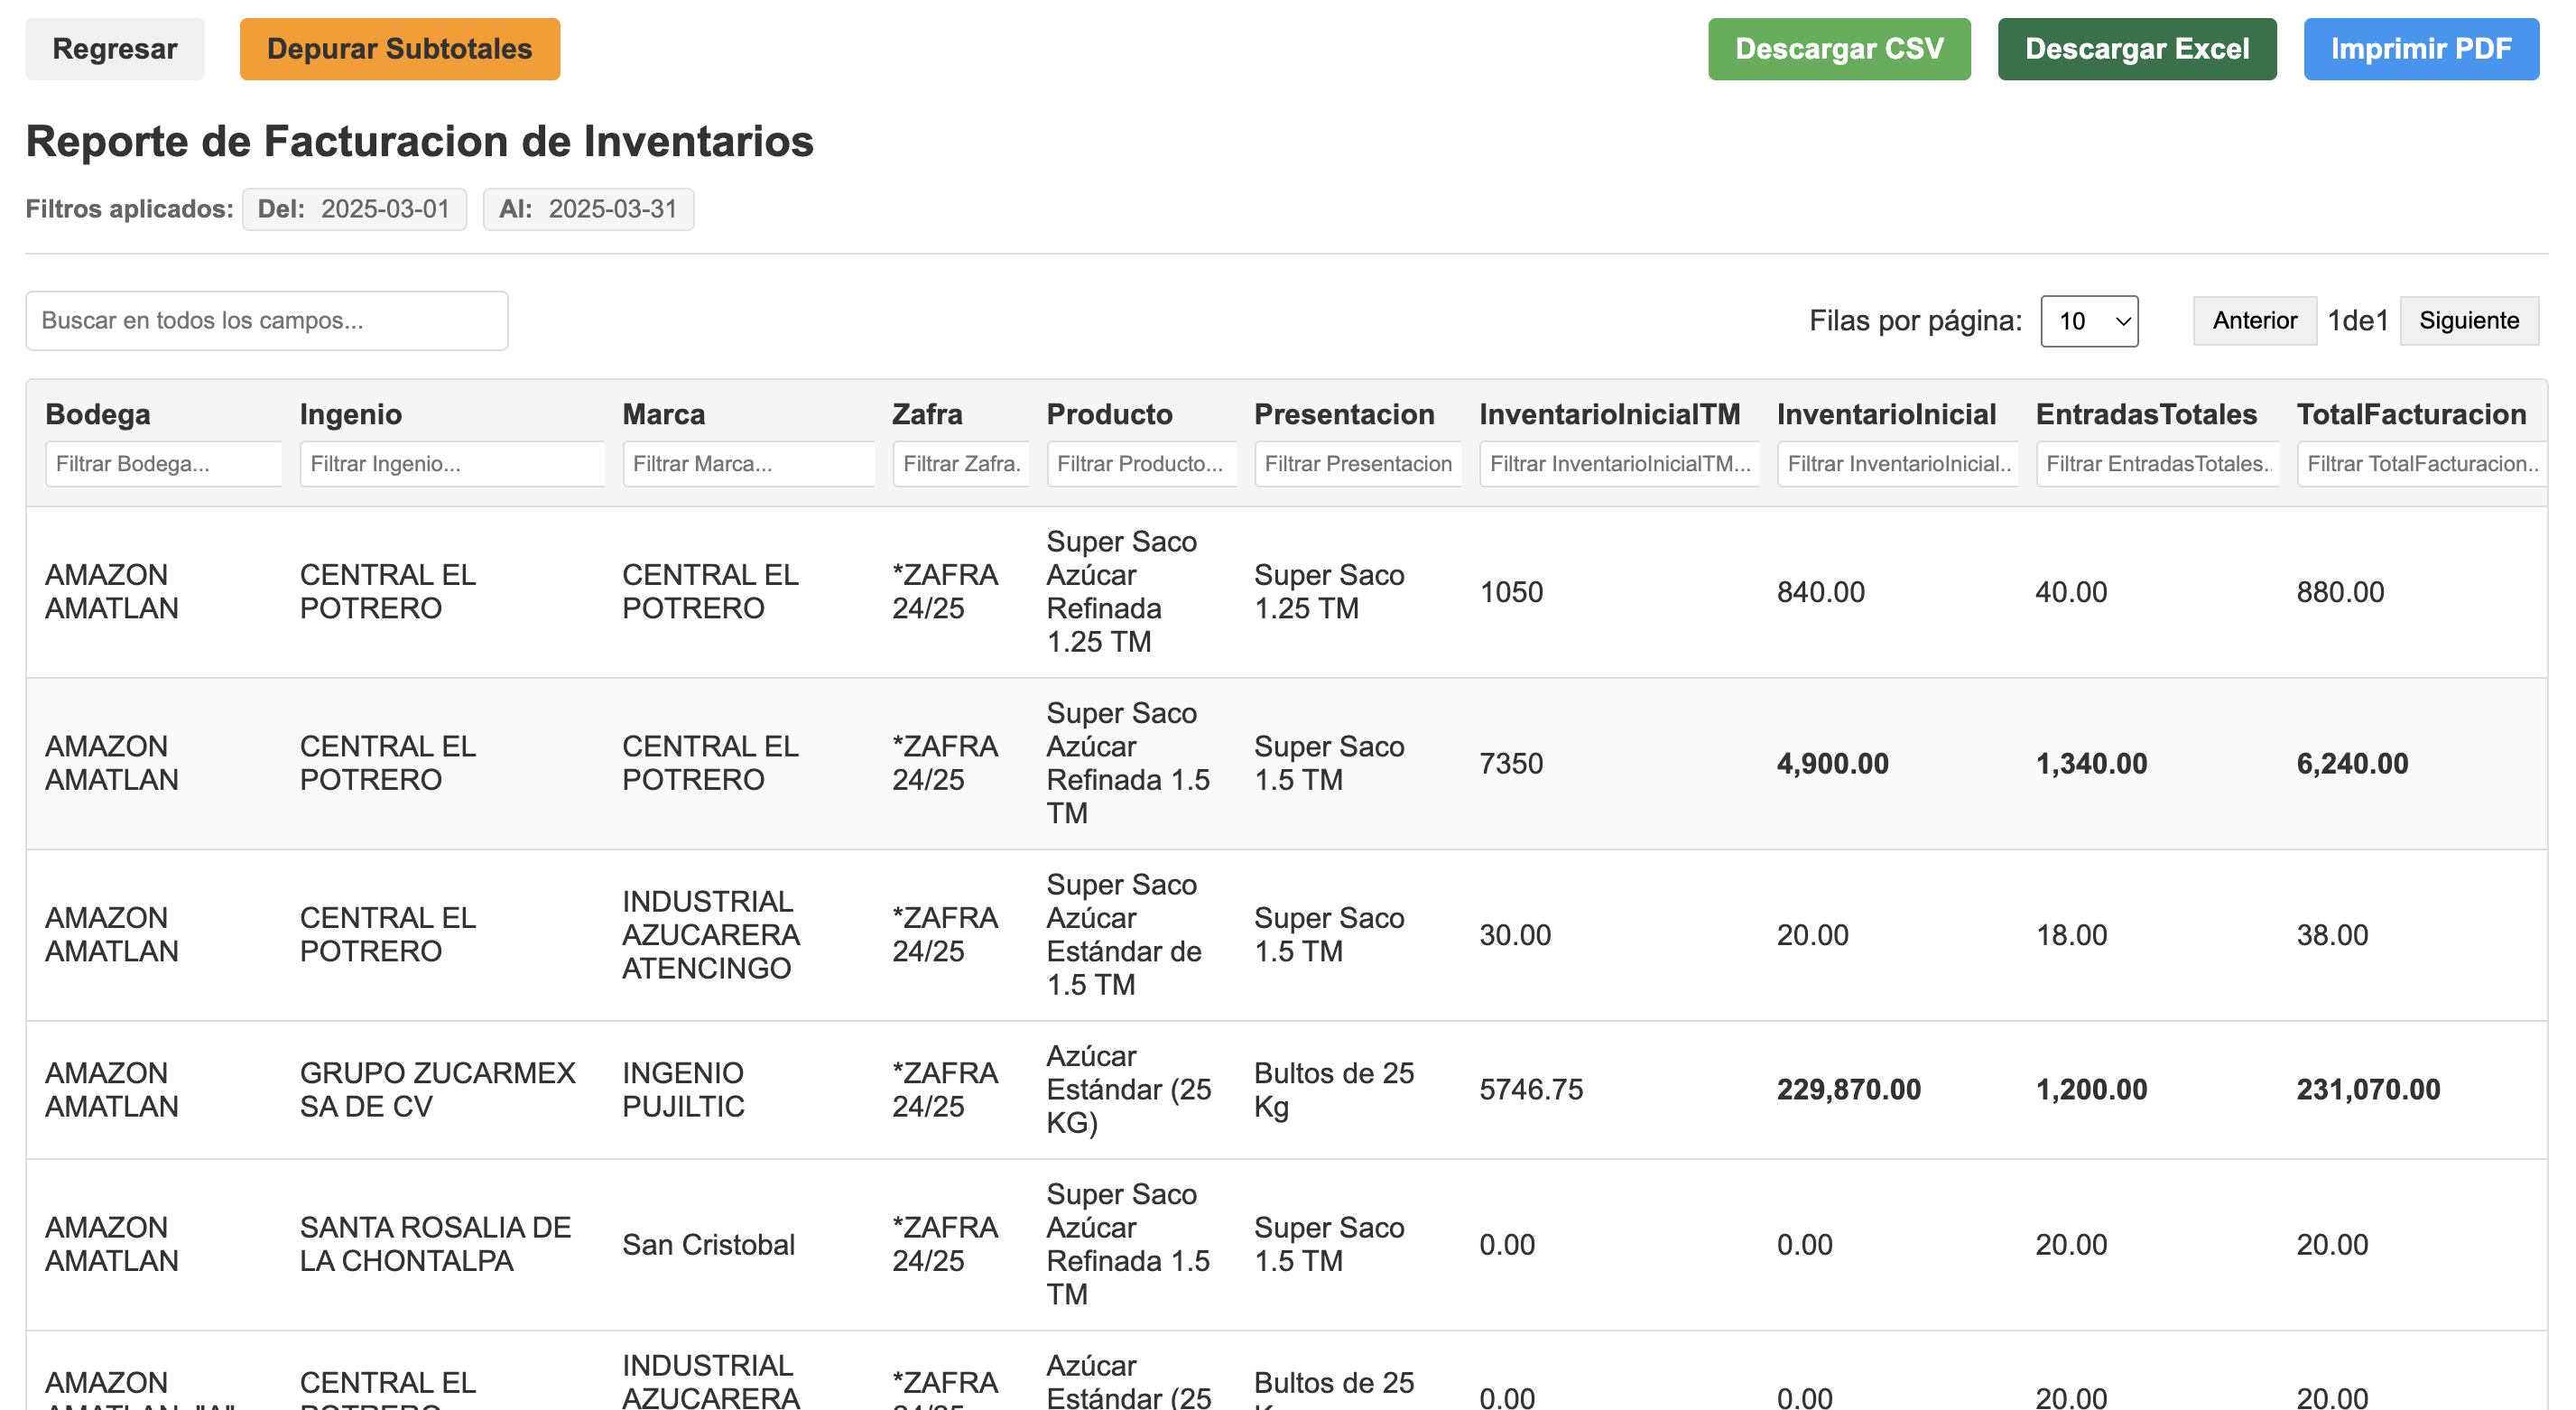 Regresar
Depurar Subtotales
Descargar CSV
Descargar Excel
Imprimir PDF
Reporte de Facturacion de Inventarios
Filtros aplicados: Del: 2025-03-01 Al: 2025-03-31
Buscar en todos los campos...
Filas por página: 10
Anterior 1de1 Siguiente
Bodega Ingenio Marca Zafra Producto Presentacion InventarioInicialTM InventarioInicial EntradasTotales TotalFacturacion
Filtrar Bodega... Filtrar Ingenio... Filtrar Marca... Filtrar Zafra. Filtrar Producto... Filtrar Presentacion Filtrar InventarioInicialTM... Filtrar InventarioInicial.. Filtrar EntradasTotales.. Filtrar TotalFacturacion..
AMAZON
AMATLAN
CENTRAL EL
POTRERO
CENTRAL EL
POTRERO
*ZAFRA
24/25
Super Saco
Azúcar
Refinada
1.25 TM
Super Saco
1.25 TM
1050
840.00
40.00
880.00
AMAZON
AMATLAN
CENTRAL EL
POTRERO
CENTRAL EL
POTRERO
*ZAFRA
24/25
Super Saco
Azúcar
Refinada 1.5
TM
Super Saco
1.5 TM
7350
4,900.00
1,340.00
6,240.00
AMAZON
AMATLAN
CENTRAL EL
POTRERO
INDUSTRIAL
AZUCARERA
ATENCINGO
*ZAFRA
24/25
Super Saco
Azúcar
Estándar de
1.5 TM
Super Saco
1.5 TM
30.00
20.00
18.00
38.00
AMAZON
AMATLAN
GRUPO ZUCARMEX
SA DE CV
INGENIO
PUJILTIC
*ZAFRA
24/25
Azúcar
Estándar (25
KG)
Bultos de 25
Kg
5746.75
229,870.00
1,200.00
231,070.00
AMAZON
AMATLAN
SANTA ROSALIA DE
LA CHONTALPA
San Cristobal
*ZAFRA
24/25
Super Saco
Azúcar
Refinada 1.5
TM
Super Saco
1.5 TM
0.00
0.00
20.00
20.00
AMAZON
AMATLAN "A"
CENTRAL EL
POTRERO
INDUSTRIAL
AZUCARERA
*ZAFRA
24/25
Azúcar
Estándar (25
Bultos de 25
0.00
0.00
20.00
20.00